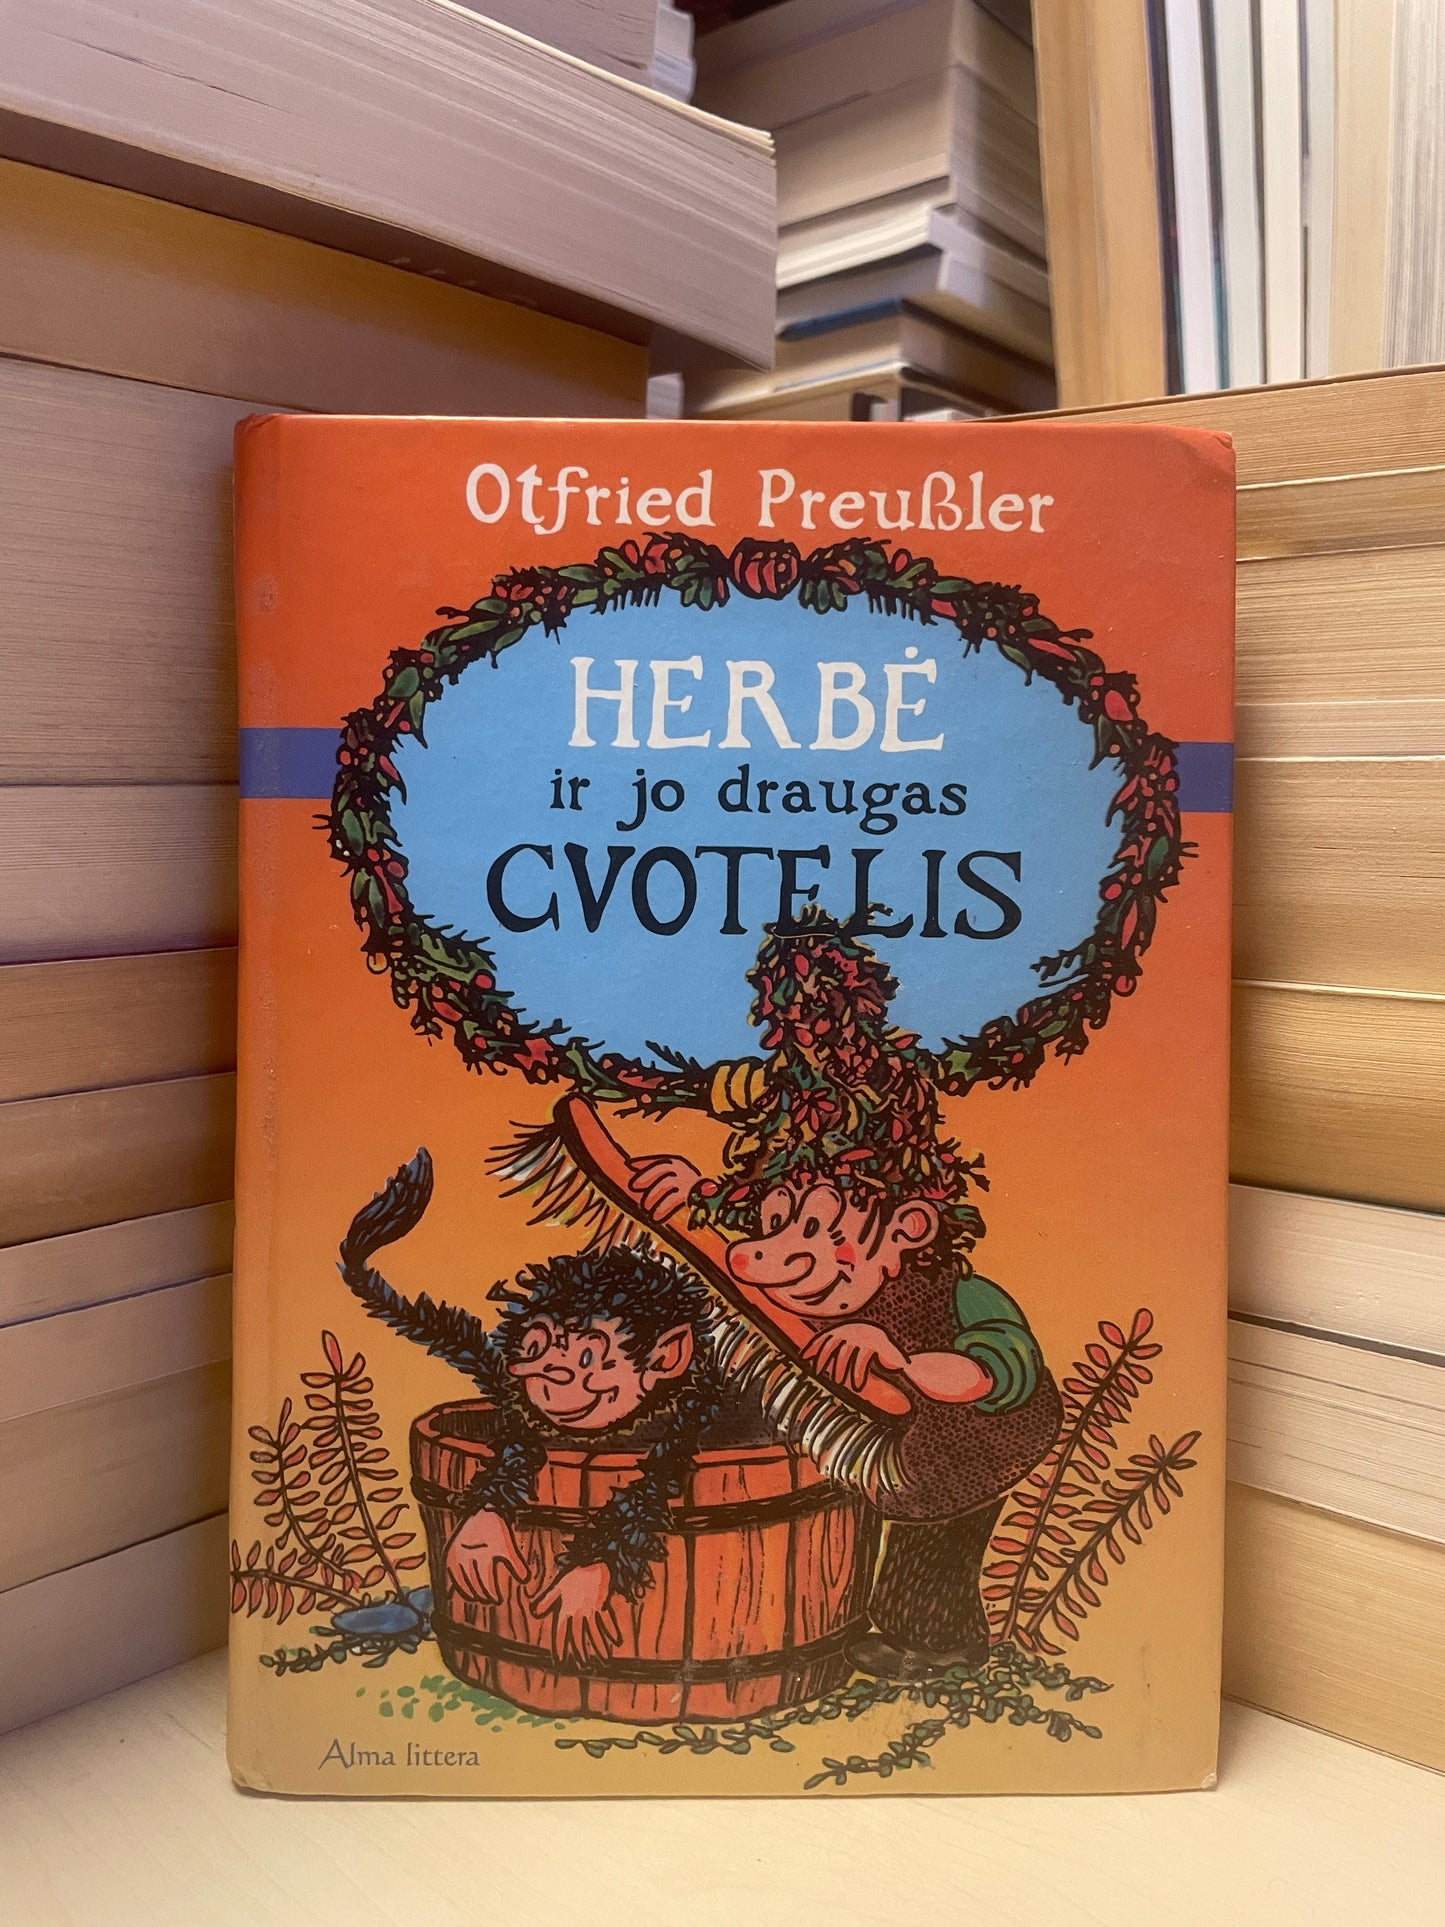 Otfried Preußler
HERBĖ
ir jo draugas
CVOTELIS
Alma littera